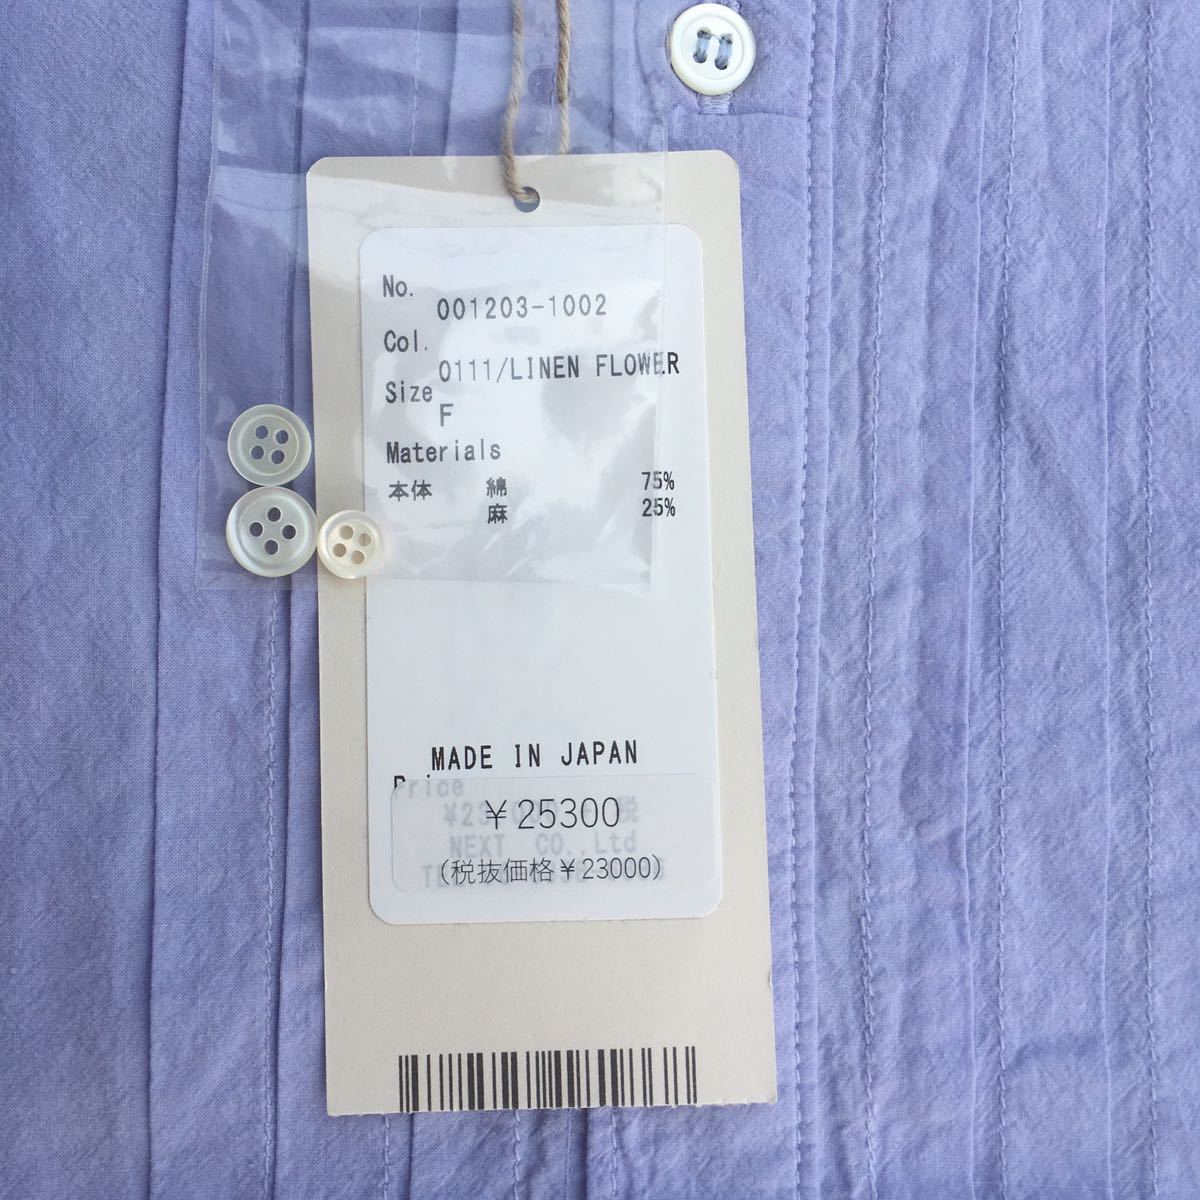 No.
001203-1002
Col.
0111/LINEN FLOWER
Size
F
Materials
本体 綿 75%
麻 25%
MADE IN JAPAN
Price
¥25300
NEXT CO.,Ltd
(税抜価格¥23000)